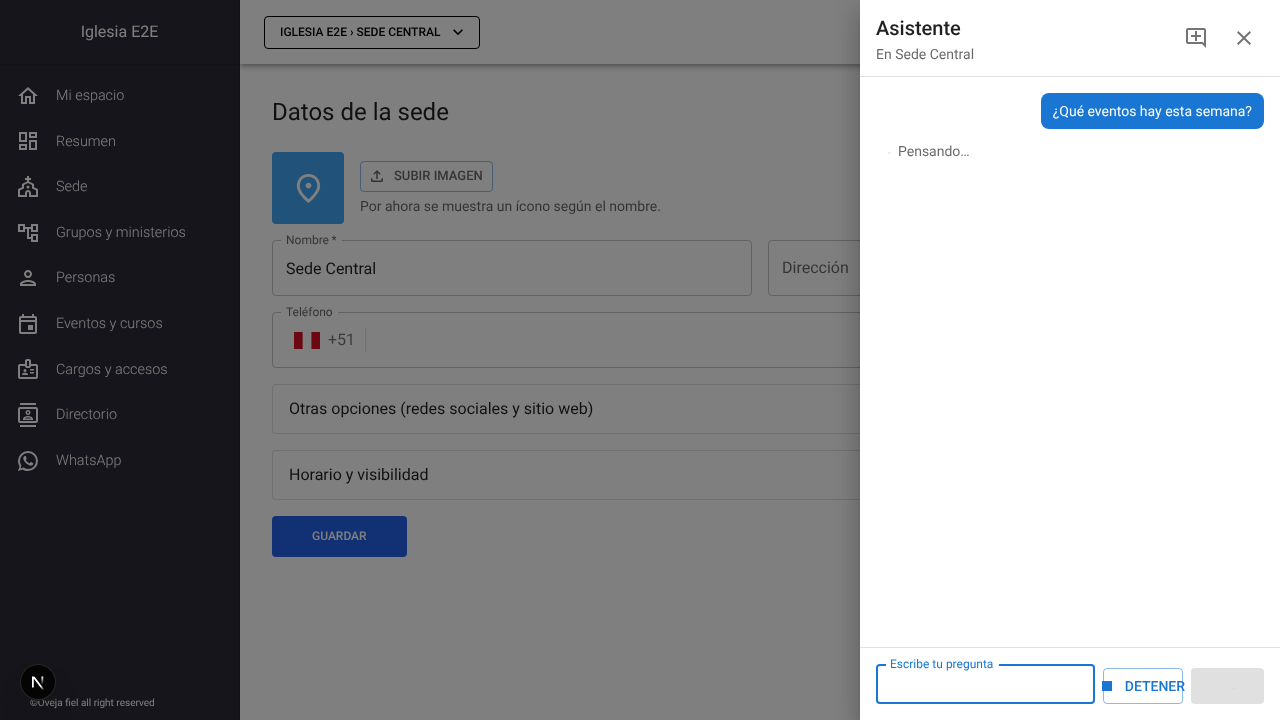 Iglesia E2E
Mi espacio
Resumen
Sede
Grupos y ministerios
Personas
Eventos y cursos
Cargos y accesos
Directorio
WhatsApp
N
©Oveja fiel all right reserved
IGLESIA E2E › SEDE CENTRAL
Datos de la sede
SUBIR IMAGEN
Por ahora se muestra un ícono según el nombre.
Nombre *
Sede Central
Dirección
Teléfono
+51
Otras opciones (redes sociales y sitio web)
Horario y visibilidad
GUARDAR
Asistente
En Sede Central
¿Qué eventos hay esta semana?
Pensando…
Escribe tu pregunta
DETENER